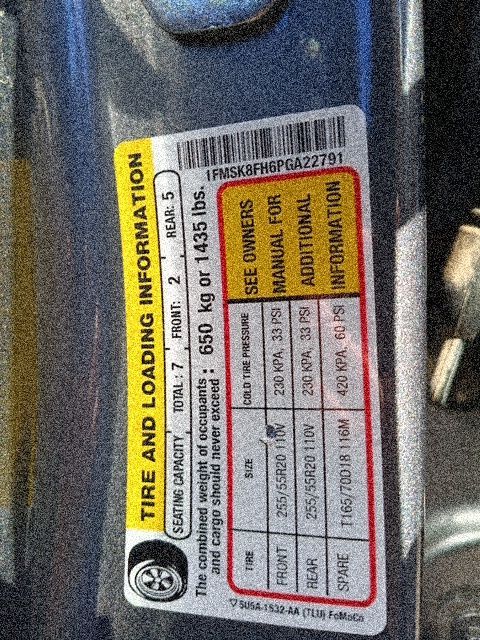 TIRE AND LOADING INFORMATION
SEATING CAPACITY TOTAL: 7 FRONT: 2 REAR: 5
The combined weight of occupants and cargo should never exceed : 650 kg or 1435 lbs.
1FMSK8FH6PGA22791
TIRE SIZE COLD TIRE PRESSURE SEE OWNERS
FRONT 255/55R20 110V 230 KPA, 33 PSI MANUAL FOR
REAR 255/55R20 110V 230 KPA, 33 PSI ADDITIONAL
SPARE T165/70D18 116M 420 KPA, 60 PSI INFORMATION
5U5A-1532-AA (TLU) FoMoCo